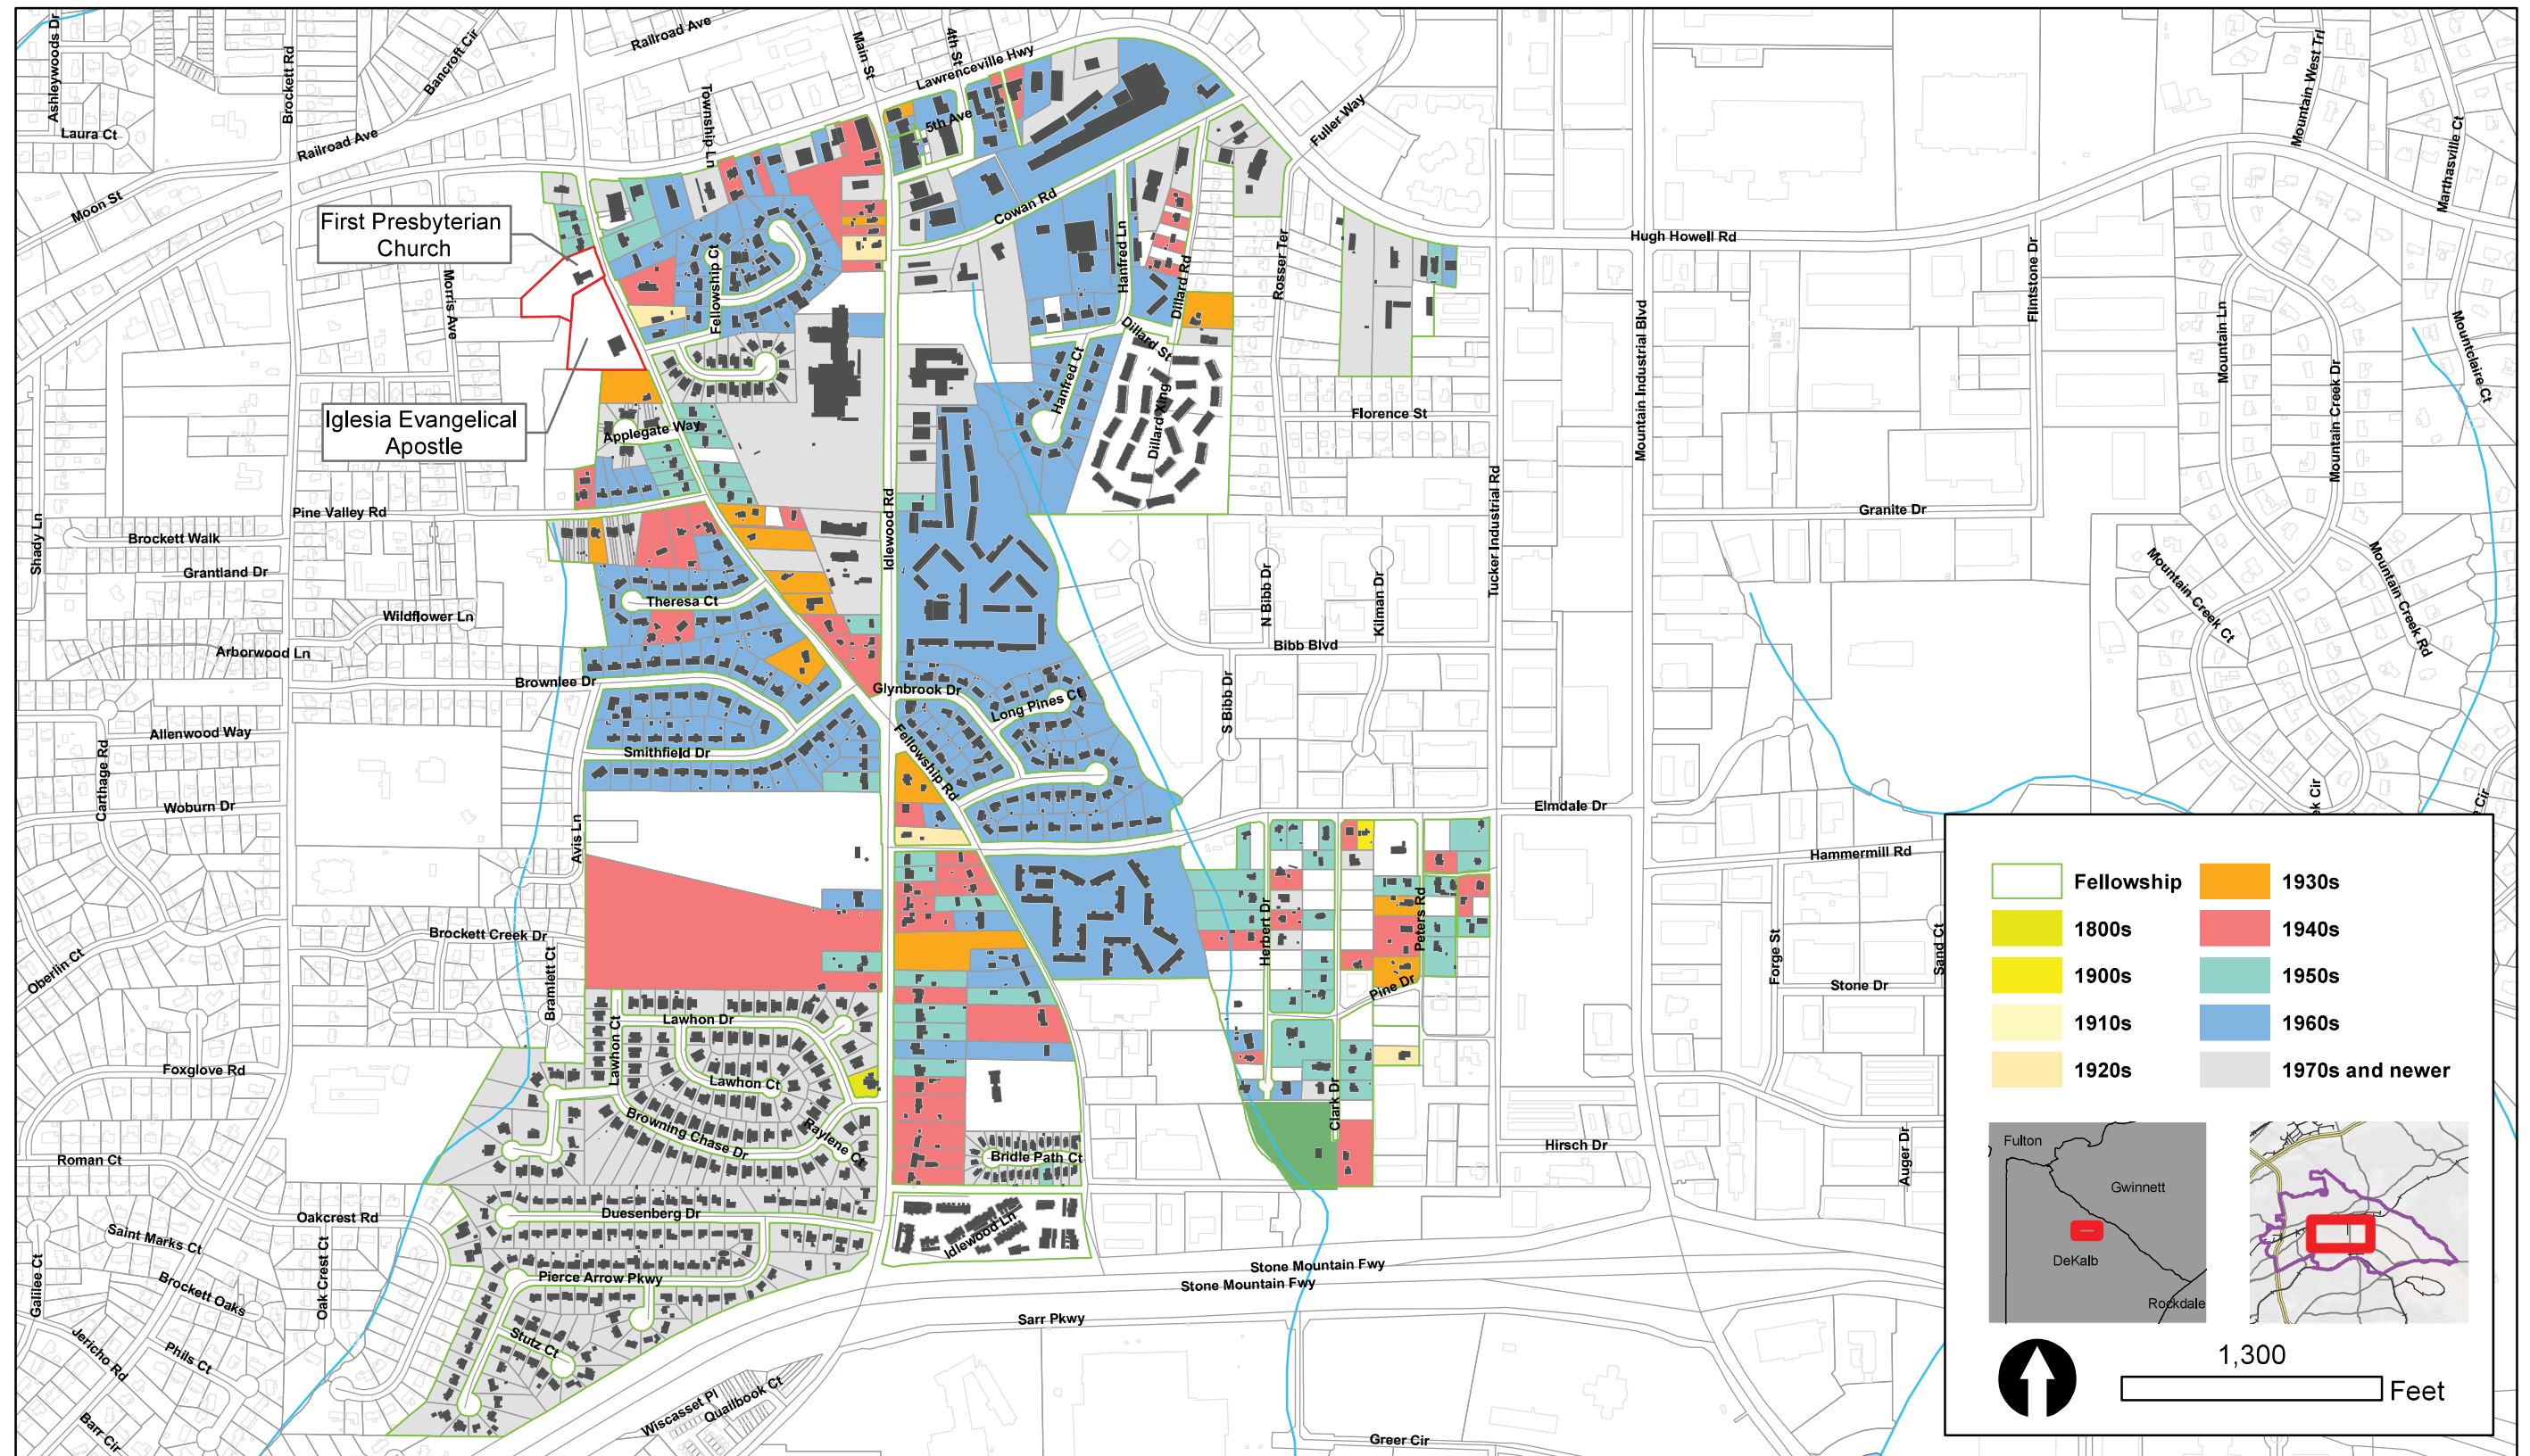 Ashleywoods Dr
Brockett Rd
Bancroft Cir
Railroad Ave
Main St
4th St
Lawrenceville Hwy
Mountain West Trl
Laura Ct
Railroad Ave
Township Ln
5th Ave
Fuller Way
Marthasville Ct
Moon St
First Presbyterian
Church
Cowan Rd
Hugh Howell Rd
Morris Ave
Fellowship Ct
Hanfred Ln
Dillard Rd
Rosser Ter
Flintstone Dr
Mountain Industrial Blvd
Mountain Ln
Mountain Creek Dr
Mountclaire Ct
Dillard St
Hanfred Ct
Dillard Xing
Iglesia Evangelical
Apostle
Applegate Way
Florence St
Idlewood Rd
Tucker Industrial Rd
Pine Valley Rd
Granite Dr
Shady Ln
Brockett Walk
Grantland Dr
Theresa Ct
Wildflower Ln
N Bibb Dr
Kilman Dr
Mountain Creek Ct
Mountain Creek Rd
Arborwood Ln
Bibb Blvd
Brownlee Dr
Glynbrook Dr
Long Pines Ct
S Bibb Dr
Allenwood Way
Carthage Rd
Smithfield Dr
Fellowship Rd
Woburn Dr
Avis Ln
Elmdale Dr
ek Cir
Cir
Hammermill Rd
Brockett Creek Dr
Oberlin Ct
Bramlett Ct
Herbert Dr
Peters Rd
Pine Dr
Forge St
Sand Ct
Stone Dr
Lawhon Dr
Lawhon Ct
Lawhon Ct
Foxglove Rd
Browning Chase Dr
Raylene Ct
Bridle Path Ct
Clark Dr
Hirsch Dr
Auger Dr
Roman Ct
Duesenberg Dr
Idlewood Ln
Oakcrest Rd
Saint Marks Ct
Galilee Ct
Brockett Oaks
Oak Crest Ct
Pierce Arrow Pkwy
Stone Mountain Fwy
Stone Mountain Fwy
Sarr Pkwy
Jericho Rd
Phils Ct
Stutz Ct
Wiscasset Pl
Quailbook Ct
Barr Cir
Greer Cir
Fellowship
1800s
1900s
1910s
1920s
1930s
1940s
1950s
1960s
1970s and newer
Fulton
Gwinnett
DeKalb
Rockdale
1,300
Feet